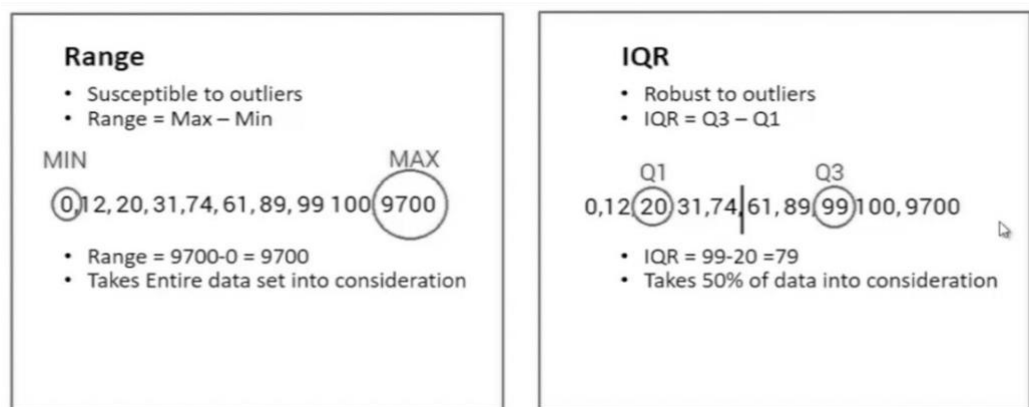 Range
• Susceptible to outliers
• Range = Max – Min
MIN MAX
0,12, 20, 31,74, 61, 89, 99 100 9700
• Range = 9700-0 = 9700
• Takes Entire data set into consideration
IQR
• Robust to outliers
• IQR = Q3 – Q1
Q1 Q3
0,12, 20 31,74, 61, 89, 99 100, 9700
• IQR = 99-20 =79
• Takes 50% of data into consideration